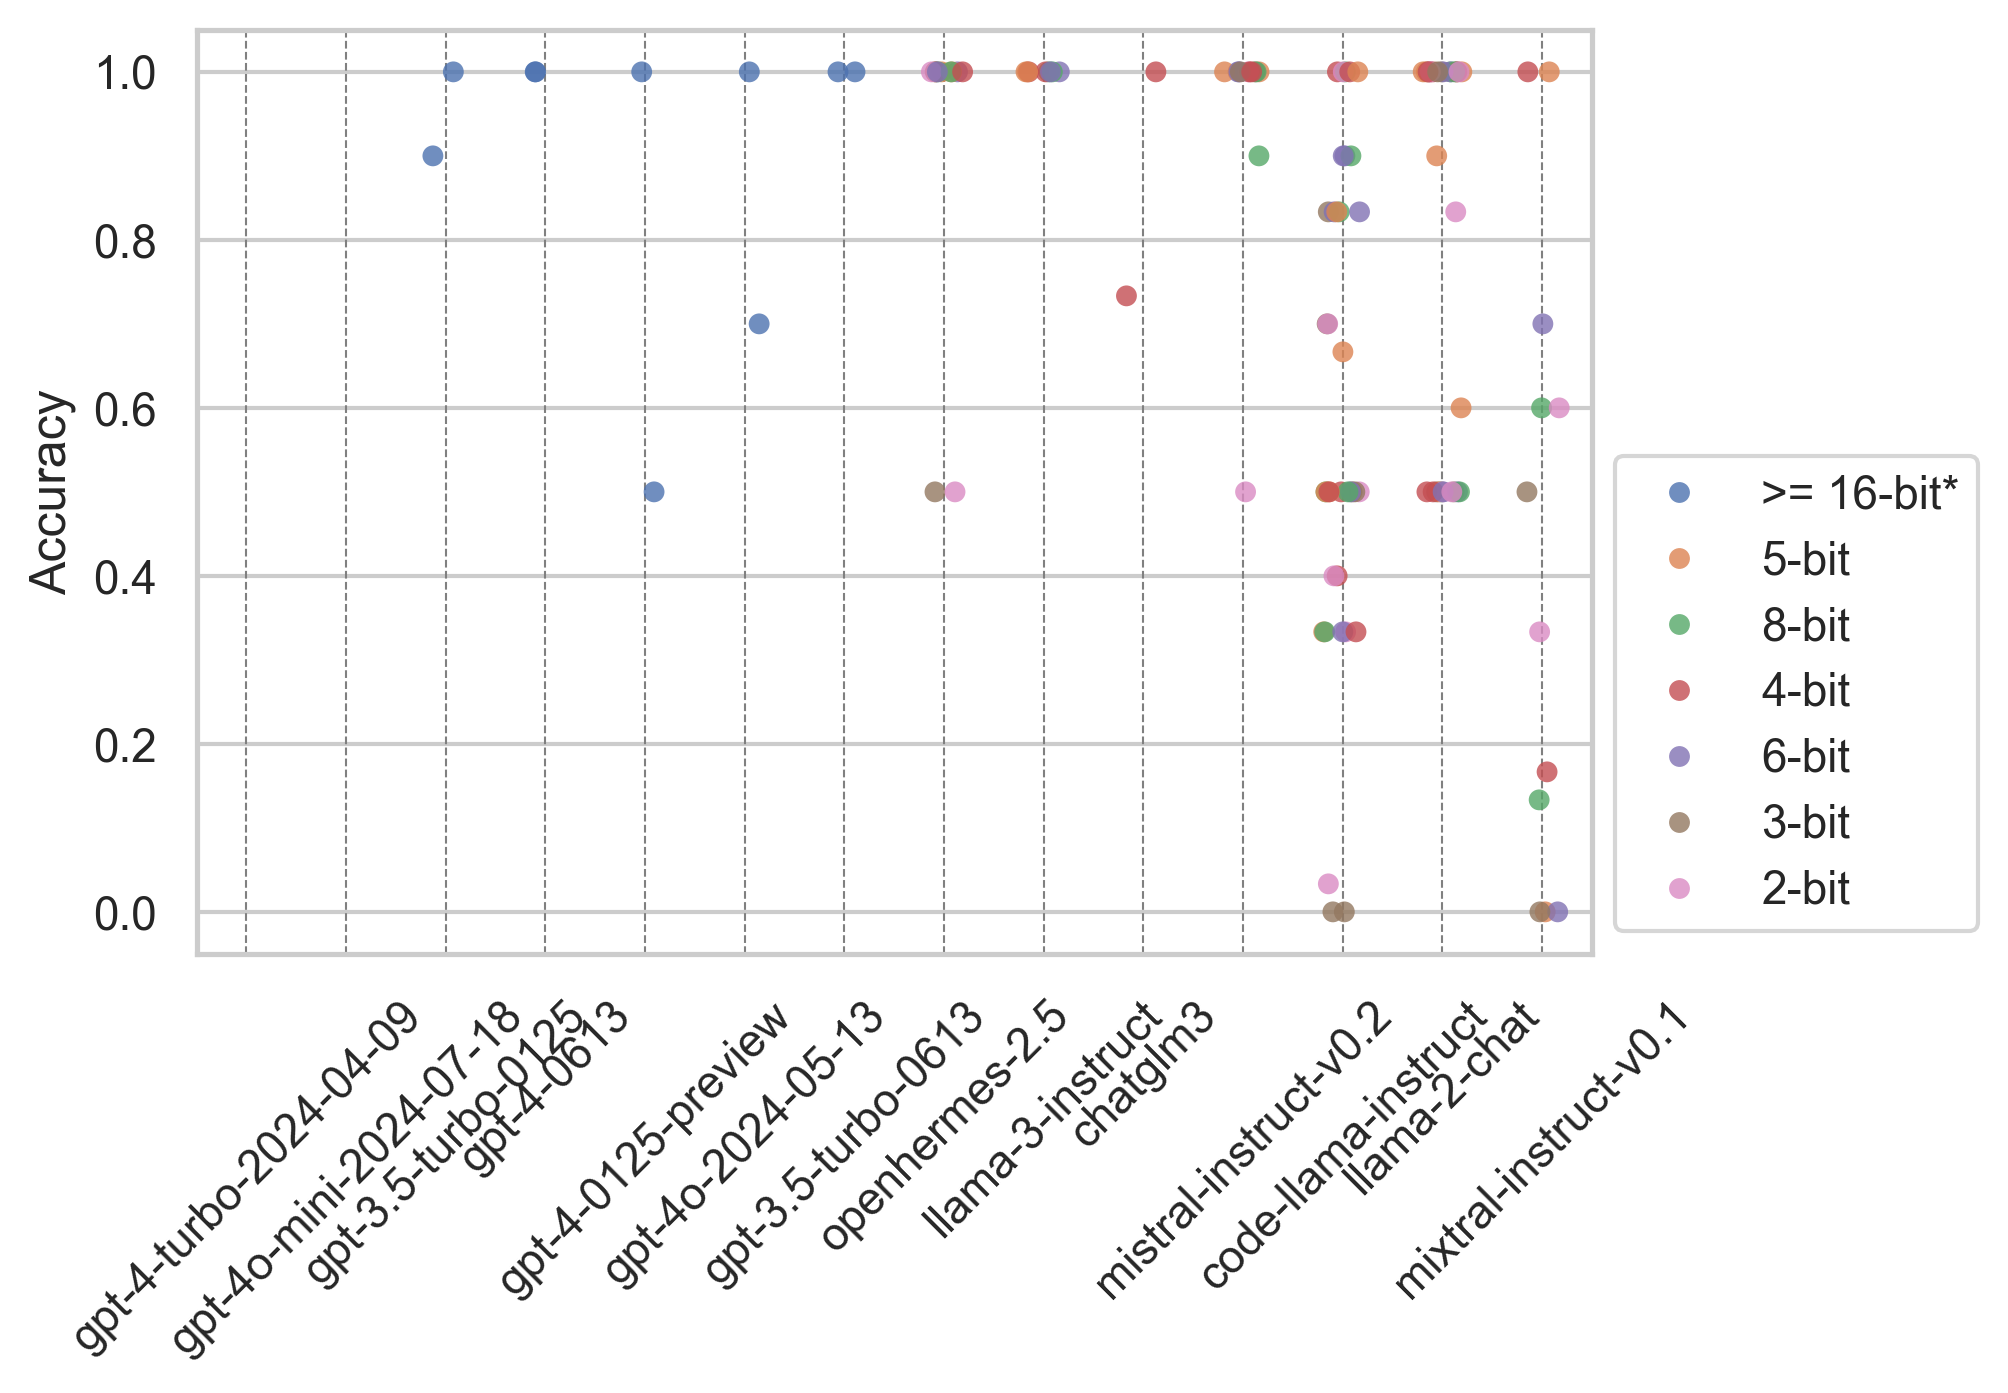 1.0
0.8
0.6
0.4
0.2
0.0
Accuracy
>= 16-bit*
5-bit
8-bit
4-bit
6-bit
3-bit
2-bit
gpt-4-turbo-2024-04-09
gpt-4o-mini-2024-07-18
gpt-3.5-turbo-0125
gpt-4-0613
gpt-4-0125-preview
gpt-4o-2024-05-13
gpt-3.5-turbo-0613
openhermes-2.5
llama-3-instruct
chatglm3
mistral-instruct-v0.2
code-llama-instruct
llama-2-chat
mixtral-instruct-v0.1